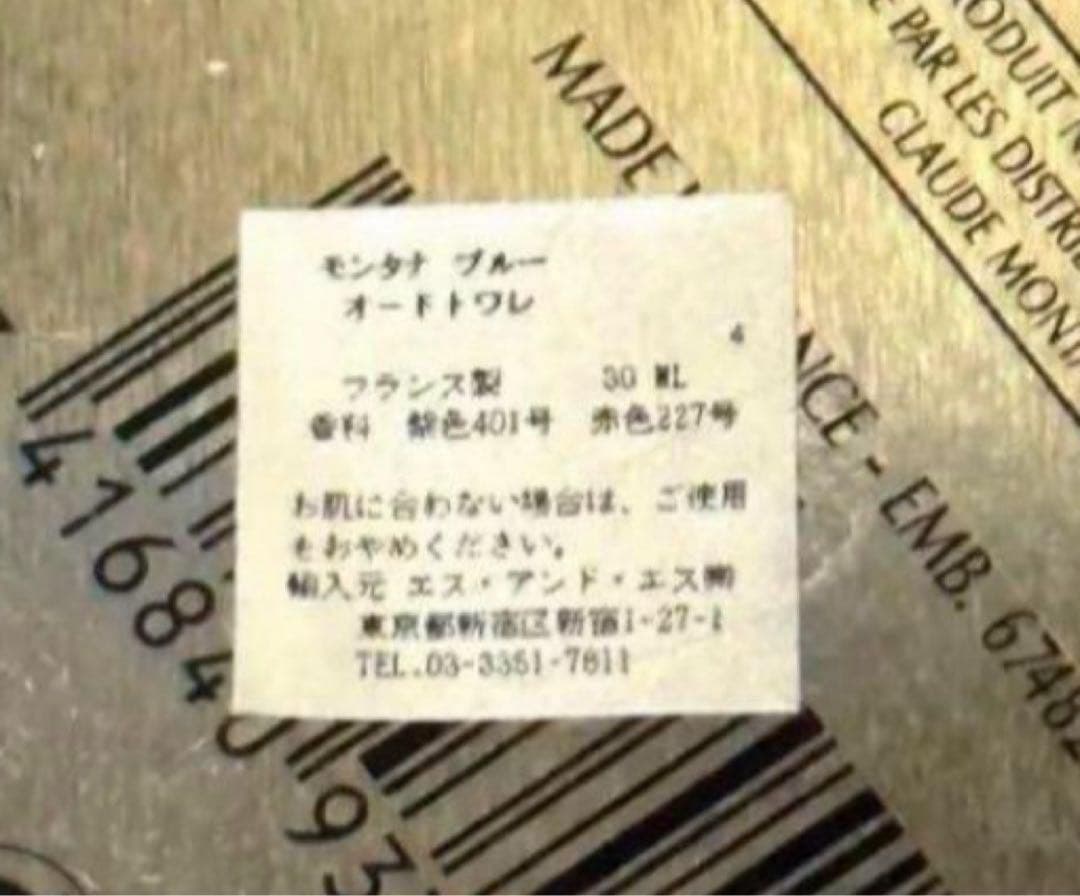 モンタナ ブルー
オードトワレ
4
フランス製 30 ML
香料 紫色401号 赤色227号
お肌に合わない場合は、ご使用
をおやめください。
輸入元 エス・アンド・エス㈱
東京都新宿区新宿1-27-1
TEL.03-3351-7811
MADE
NCE - EMB. 6748
ODUIT
E PAR LES DISTRI
CLAUDE MONT
41684
93